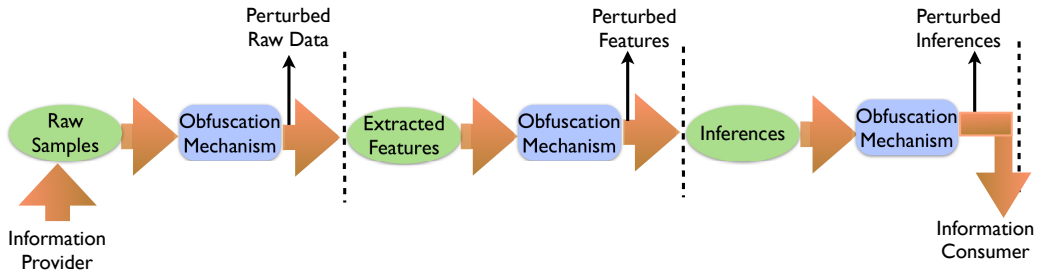 Perturbed
Raw Data
Perturbed
Features
Perturbed
Inferences
Raw
Samples
Obfuscation
Mechanism
Extracted
Features
Obfuscation
Mechanism
Inferences
Obfuscation
Mechanism
Information
Provider
Information
Consumer